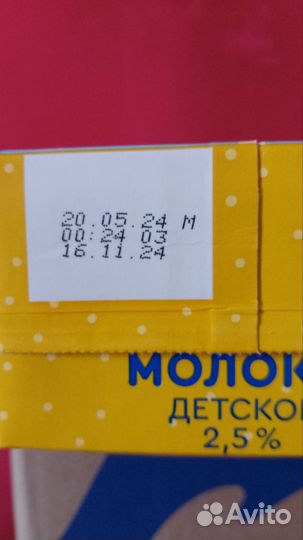 20.05.24 М
00:24 03
16.11.24
МОЛОК
ДЕТСКО
2,5%
Avito